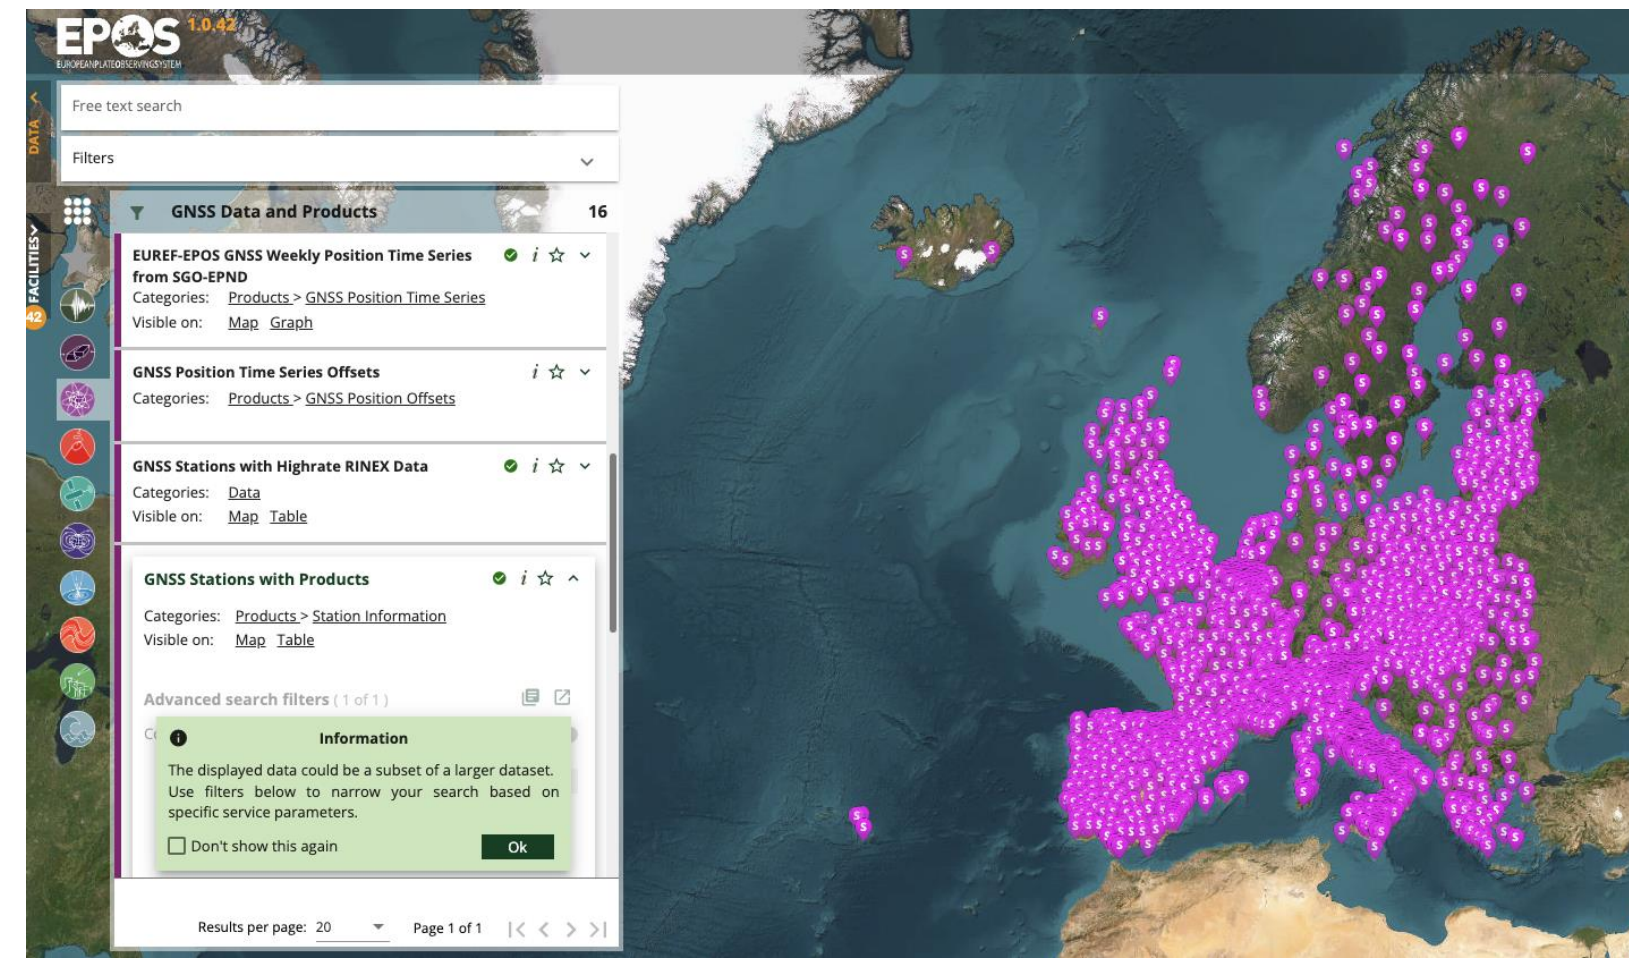 EPOS
1.0.42
EUROPEANPLATEOBSERVINGSYSTEM
DATA
FACILITIES
42
Free text search
Filters
GNSS Data and Products 16
EUREF-EPOS GNSS Weekly Position Time Series
from SGO-EPND
Categories: Products > GNSS Position Time Series
Visible on: Map Graph
GNSS Position Time Series Offsets
Categories: Products > GNSS Position Offsets
GNSS Stations with Highrate RINEX Data
Categories: Data
Visible on: Map Table
GNSS Stations with Products
Categories: Products > Station Information
Visible on: Map Table
Advanced search filters ( 1 of 1 )
Information
The displayed data could be a subset of a larger dataset.
Use filters below to narrow your search based on
specific service parameters.
Don't show this again
Ok
Results per page: 20
Page 1 of 1